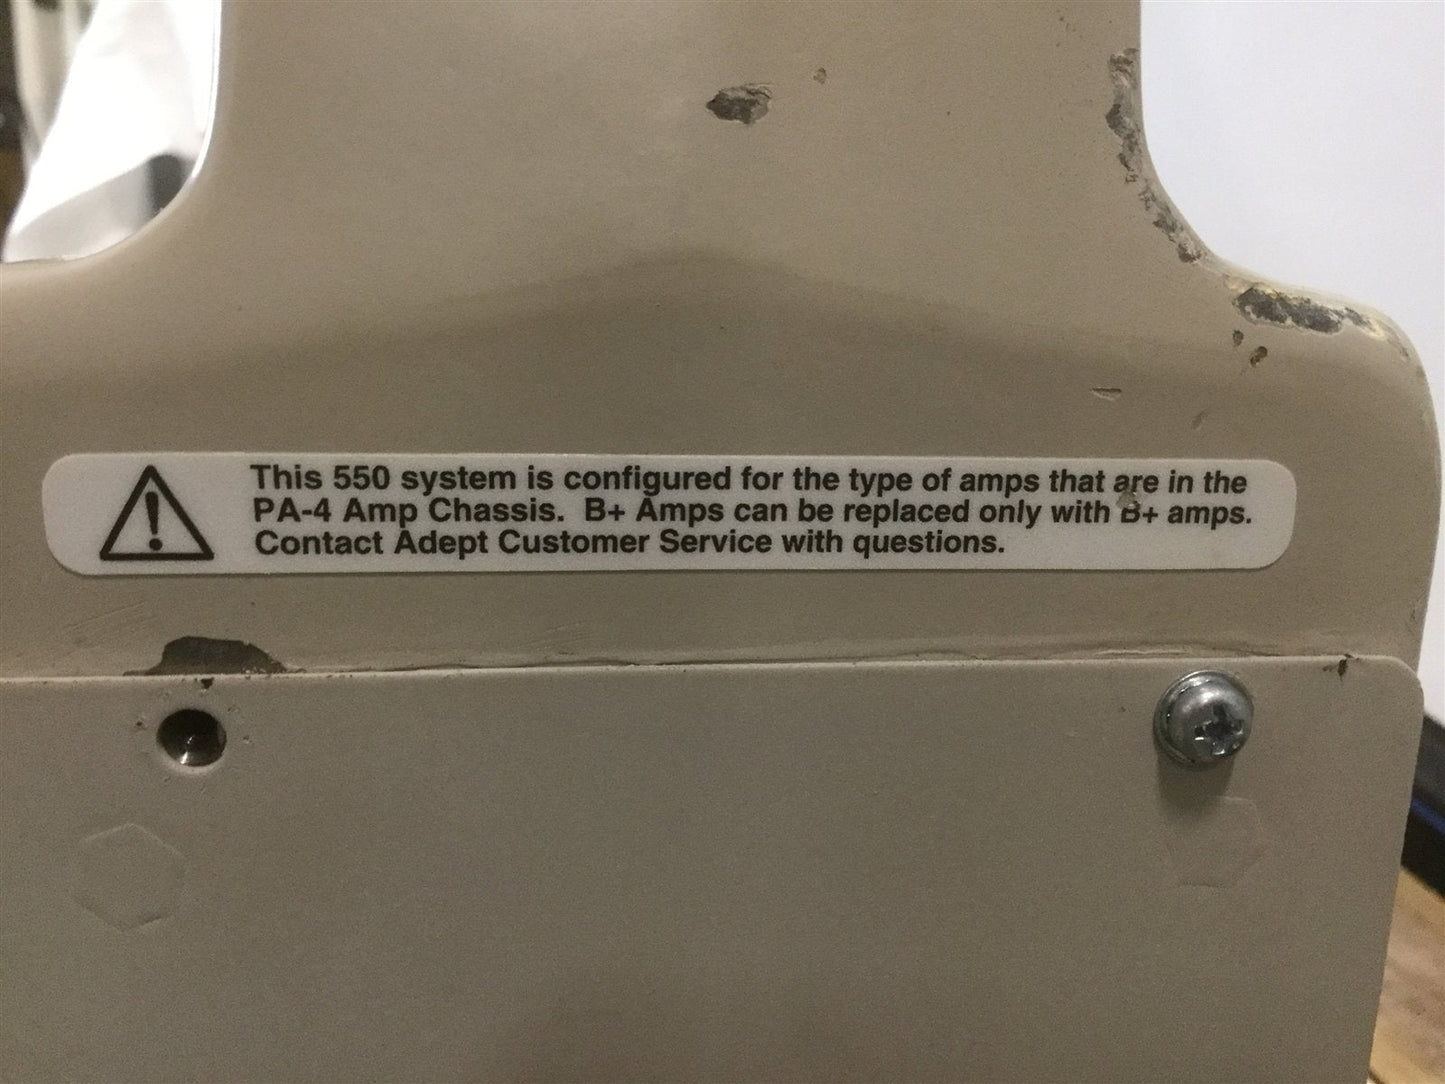 This 550 system is configured for the type of amps that are in the
PA-4 Amp Chassis. B+ Amps can be replaced only with B+ amps.
Contact Adept Customer Service with questions.